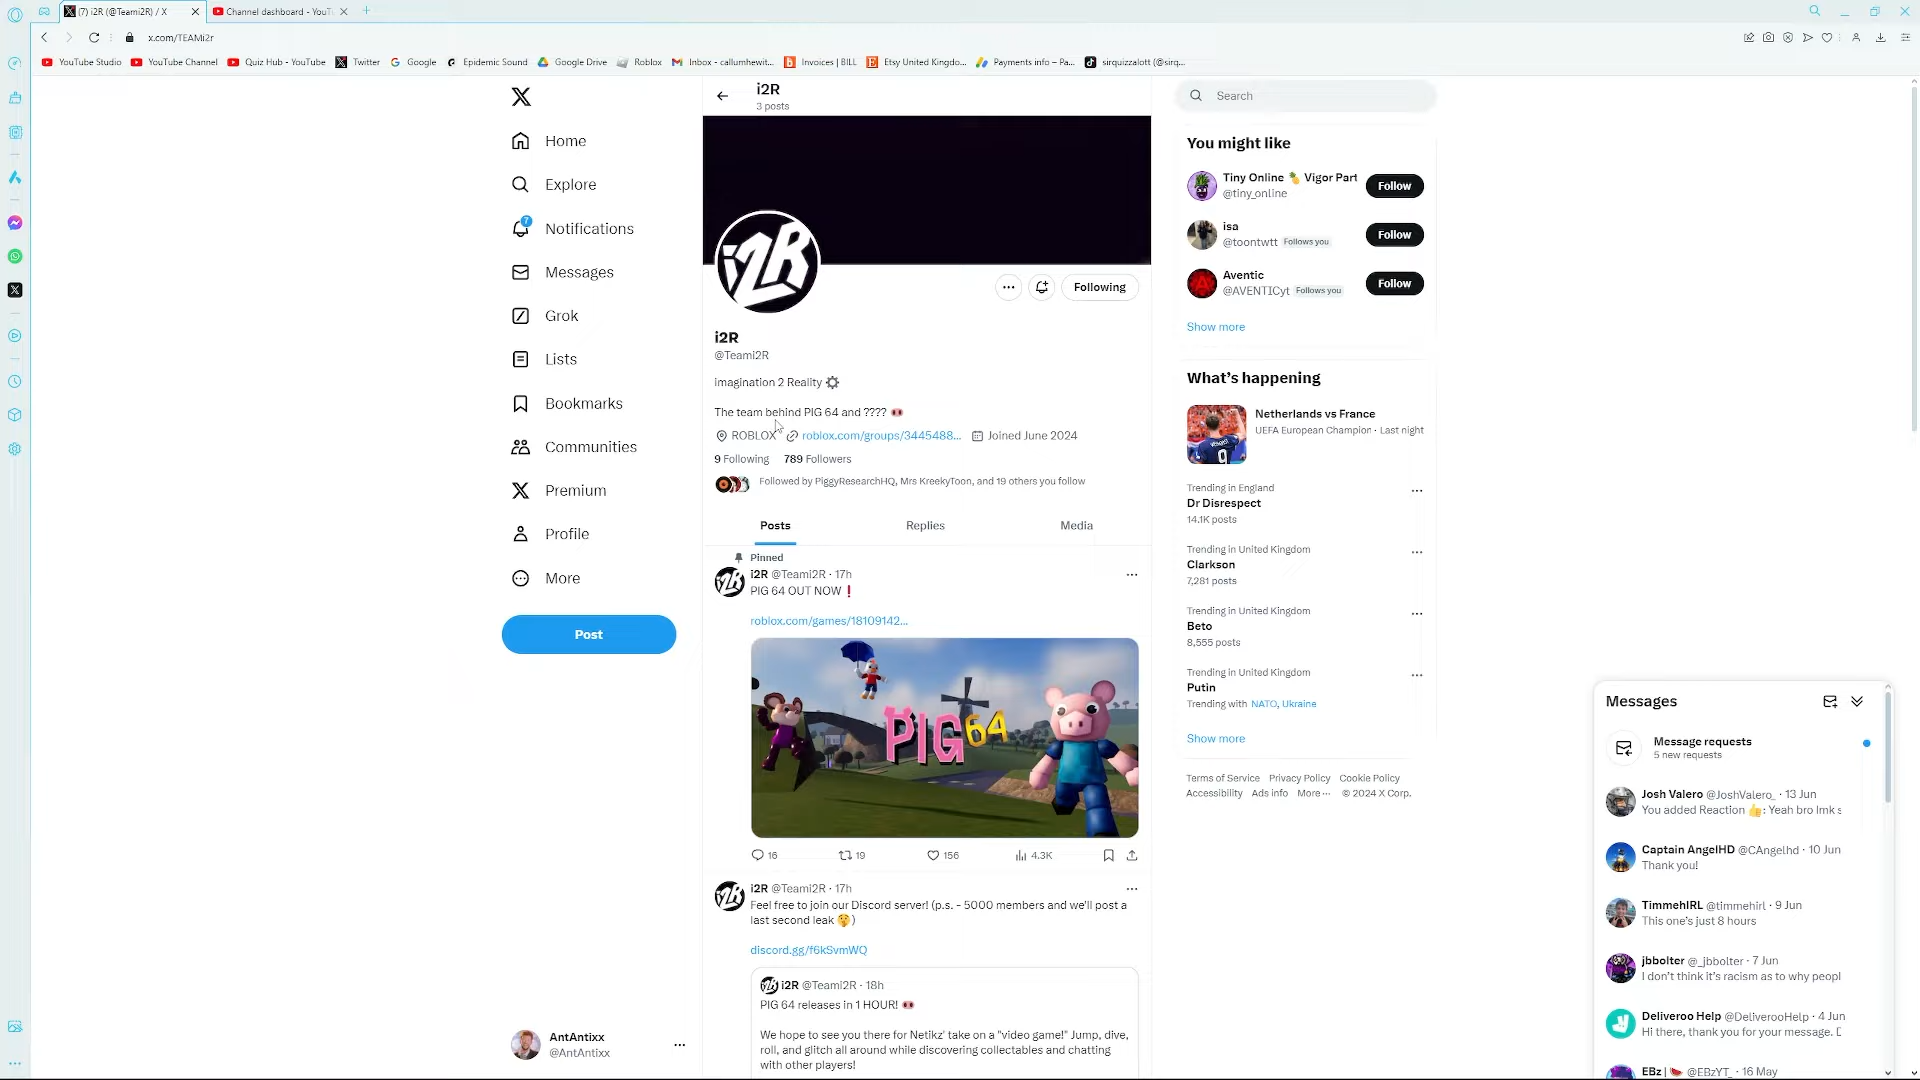 (7) i2R (@Teami2R) / X
Channel dashboard - YouT
x.com/TEAMi2r
YouTube Studio
YouTube Channel
Quiz Hub - YouTube
Twitter
Google
Epidemic Sound
Google Drive
Roblox
Inbox - callumhewit...
Invoices | BILL
Etsy United Kingdo...
Payments info – Pa...
sirquizzalott (@sirq...
Home
Explore
7
Notifications
Messages
Grok
Lists
Bookmarks
Communities
Premium
Profile
More
Post
AntAntixx
@AntAntixx
i2R
3 posts
i2R
Following
i2R
@Teami2R
imagination 2 Reality ⚙
The team behind PIG 64 and ???? 🐽
ROBLOX roblox.com/groups/3445488... Joined June 2024
9 Following 789 Followers
Followed by PiggyResearchHQ, Mrs KreekyToon, and 19 others you follow
Posts Replies Media
Pinned
i2R @Teami2R · 17h
PIG 64 OUT NOW ❗
roblox.com/games/18109142...
PIG 64
16 19 156 4.3K
i2R @Teami2R · 17h
Feel free to join our Discord server! (p.s. - 5000 members and we'll post a
last second leak 🤫)
discord.gg/f6kSvmWQ
i2R @Teami2R · 18h
PIG 64 releases in 1 HOUR! 🐽
We hope to see you there for Netikz' take on a "video game!" Jump, dive,
roll, and glitch all around while discovering collectables and chatting
with other players!
Search
You might like
Tiny Online 🍍 Vigor Part
@tiny_online
Follow
isa
@toontwtt Follows you
Follow
Aventic
@AVENTICyt Follows you
Follow
Show more
What's happening
Netherlands vs France
UEFA European Champion · Last night
Trending in England
Dr Disrespect
14.1K posts
Trending in United Kingdom
Clarkson
7,281 posts
Trending in United Kingdom
Beto
8,555 posts
Trending in United Kingdom
Putin
Trending with NATO, Ukraine
Show more
Terms of Service Privacy Policy Cookie Policy
Accessibility Ads info More ··· © 2024 X Corp.
Messages
Message requests
5 new requests
Josh Valero @JoshValero_ · 13 Jun
You added Reaction 👍: Yeah bro lmk s
Captain AngelHD @CAngelhd · 10 Jun
Thank you!
TimmehIRL @timmehirl · 9 Jun
This one's just 8 hours
jbbolter @_jbbolter · 7 Jun
I don't think it's racism as to why peopl
Deliveroo Help @DeliverooHelp · 4 Jun
Hi there, thank you for your message. D
EBz | 🍉 @EBzYT_ · 16 May